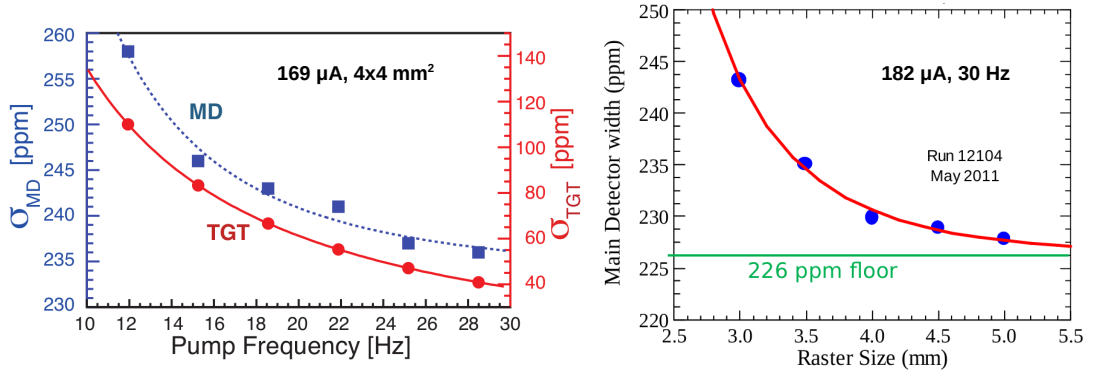 260
255
250
245
240
235
230
σMD [ppm]
169 μA, 4x4 mm²
MD
TGT
140
120
100
80
60
40
σTGT [ppm]
10 12 14 16 18 20 22 24 26 28 30
Pump Frequency [Hz]
250
245
240
235
230
225
220
Main Detector width (ppm)
182 μA, 30 Hz
Run 12104
May 2011
226 ppm floor
2.5 3.0 3.5 4.0 4.5 5.0 5.5
Raster Size (mm)